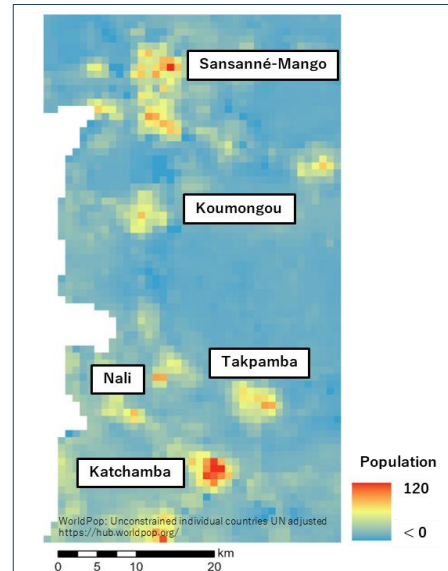 Sansanné-Mango
Koumongou
Takpamba
Nali
Katchamba
Population
120
< 0
WorldPop: Unconstrained individual countries UN adjusted
https://hub.worldpop.org/
km
0 5 10 20